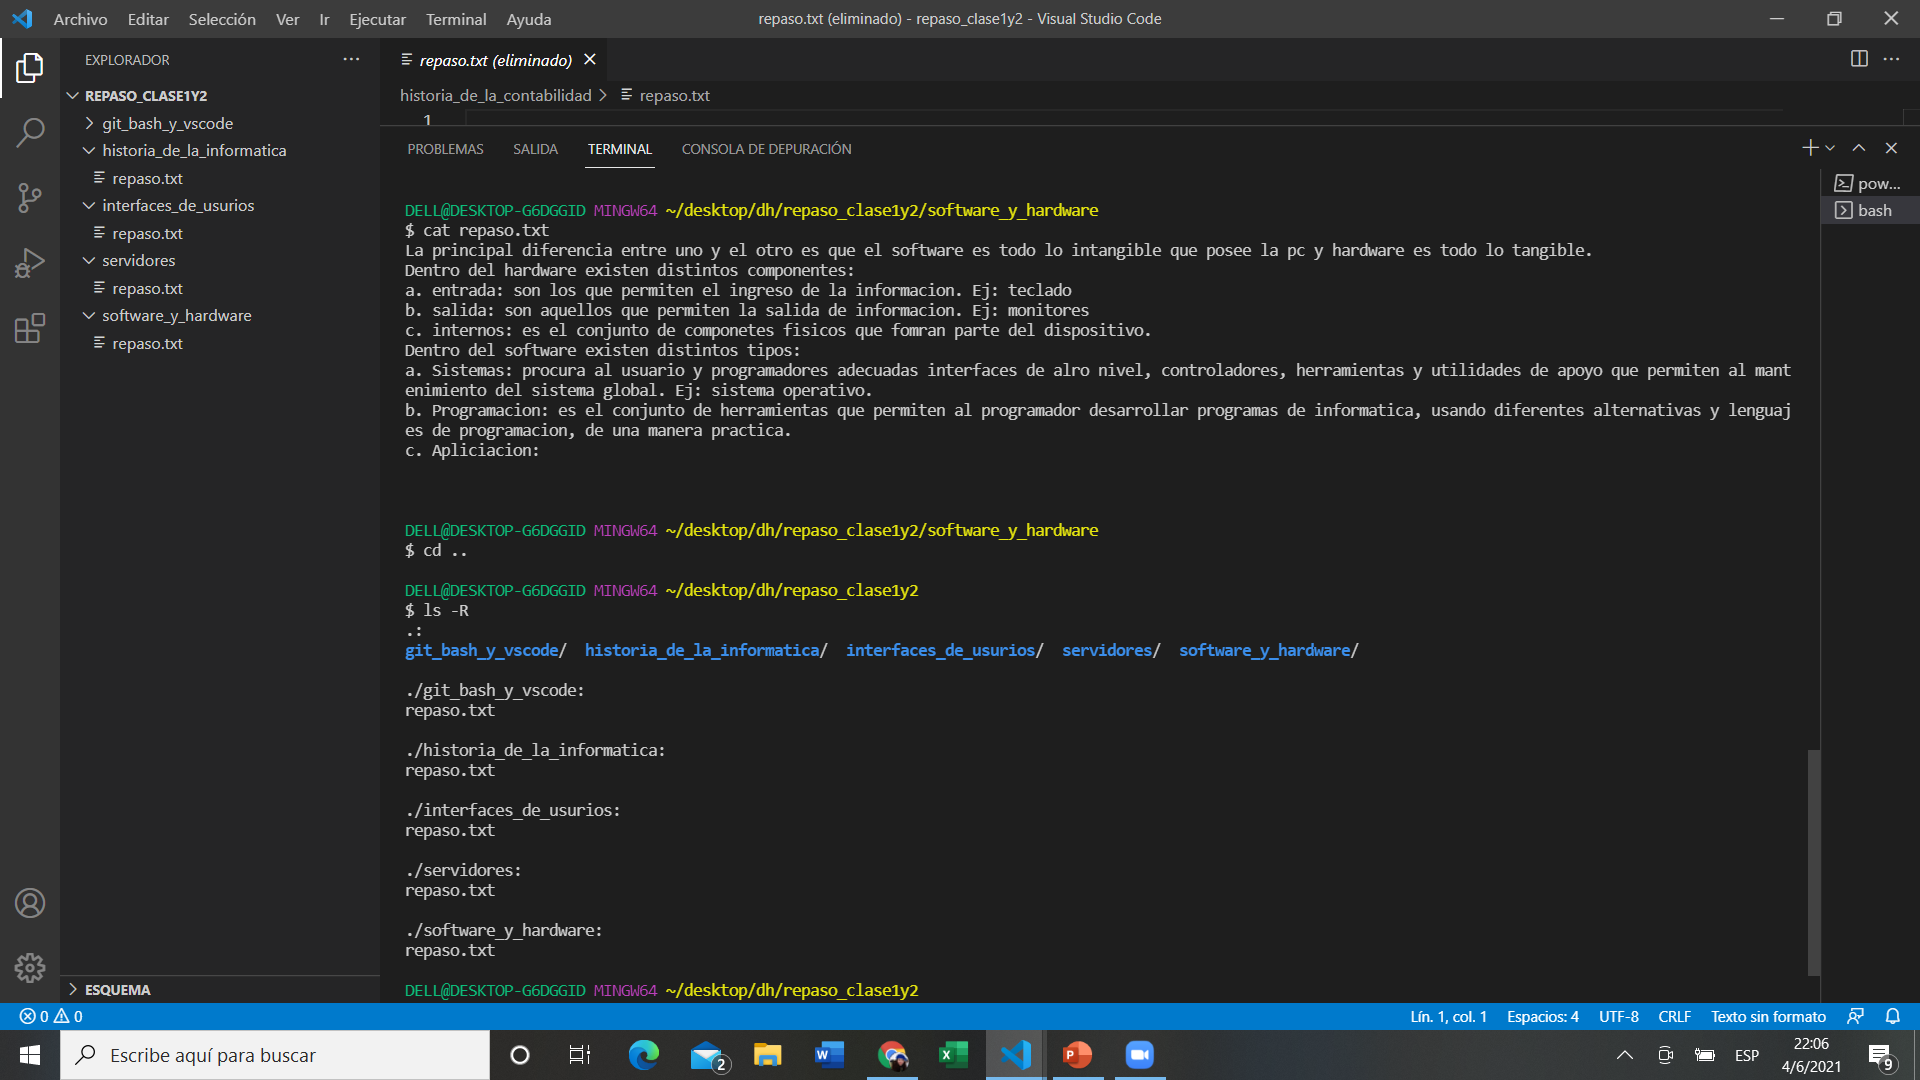 Archivo Editar Selección Ver Ir Ejecutar Terminal Ayuda
repaso.txt (eliminado) - repaso_clase1y2 - Visual Studio Code
EXPLORADOR
REPASO_CLASE1Y2
git_bash_y_vscode
historia_de_la_informatica
repaso.txt
interfaces_de_usurios
repaso.txt
servidores
repaso.txt
software_y_hardware
repaso.txt
ESQUEMA
repaso.txt (eliminado)
historia_de_la_contabilidad > repaso.txt
1
PROBLEMAS SALIDA TERMINAL CONSOLA DE DEPURACIÓN
pow...
bash
DELL@DESKTOP-G6DGGID MINGW64 ~/desktop/dh/repaso_clase1y2/software_y_hardware
$ cat repaso.txt
La principal diferencia entre uno y el otro es que el software es todo lo intangible que posee la pc y hardware es todo lo tangible.
Dentro del hardware existen distintos componentes:
a. entrada: son los que permiten el ingreso de la informacion. Ej: teclado
b. salida: son aquellos que permiten la salida de informacion. Ej: monitores
c. internos: es el conjunto de componetes fisicos que fomran parte del dispositivo.
Dentro del software existen distintos tipos:
a. Sistemas: procura al usuario y programadores adecuadas interfaces de alro nivel, controladores, herramientas y utilidades de apoyo que permiten al mant
enimiento del sistema global. Ej: sistema operativo.
b. Programacion: es el conjunto de herramientas que permiten al programador desarrollar programas de informatica, usando diferentes alternativas y lenguaj
es de programacion, de una manera practica.
c. Apliciacion:
DELL@DESKTOP-G6DGGID MINGW64 ~/desktop/dh/repaso_clase1y2/software_y_hardware
$ cd ..
DELL@DESKTOP-G6DGGID MINGW64 ~/desktop/dh/repaso_clase1y2
$ ls -R
.:
git_bash_y_vscode/ historia_de_la_informatica/ interfaces_de_usurios/ servidores/ software_y_hardware/
./git_bash_y_vscode:
repaso.txt
./historia_de_la_informatica:
repaso.txt
./interfaces_de_usurios:
repaso.txt
./servidores:
repaso.txt
./software_y_hardware:
repaso.txt
DELL@DESKTOP-G6DGGID MINGW64 ~/desktop/dh/repaso_clase1y2
0 0
Lín. 1, col. 1 Espacios: 4 UTF-8 CRLF Texto sin formato
Escribe aquí para buscar
2
ESP
22:06
4/6/2021
9